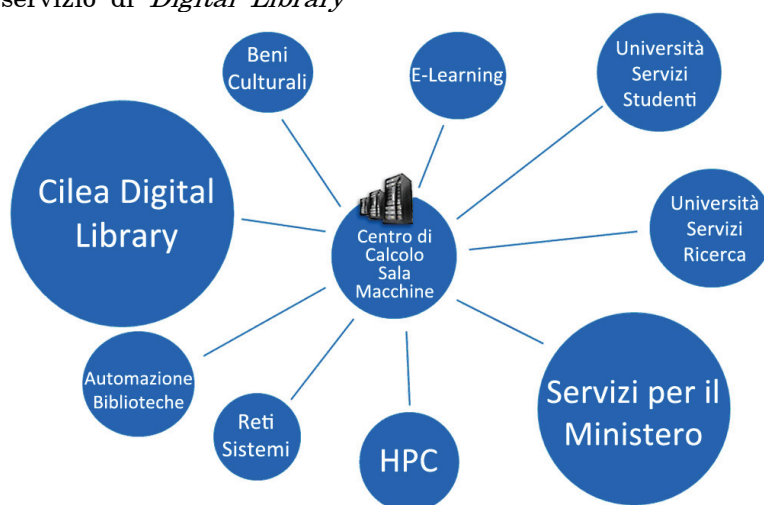 servizio di Digital Library
Beni
Culturali
E-Learning
Università
Servizi
Studenti
Cilea Digital
Library
Centro di
Calcolo
Sala
Macchine
Università
Servizi
Ricerca
Automazione
Biblioteche
Reti
Sistemi
HPC
Servizi per il
Ministero